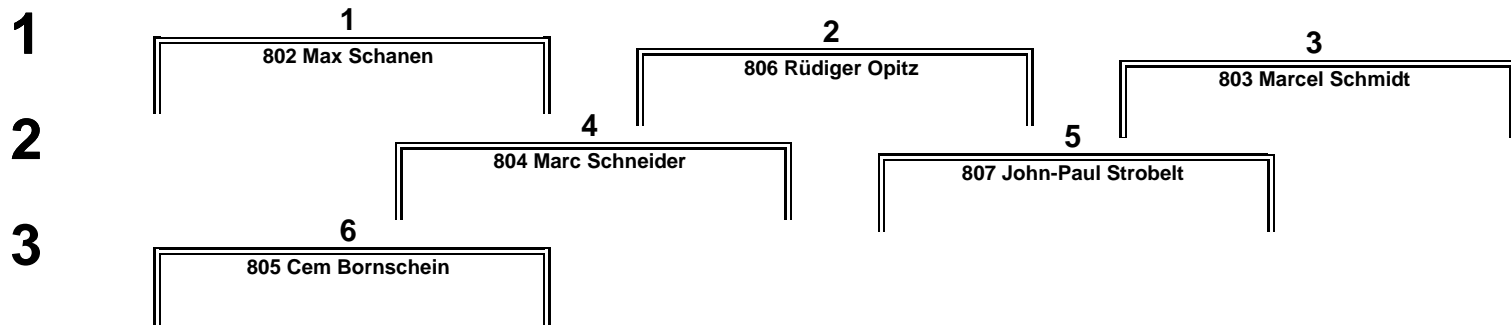 1
1
802 Max Schanen
2
806 Rüdiger Opitz
3
803 Marcel Schmidt
2
4
804 Marc Schneider
5
807 John-Paul Strobelt
3
6
805 Cem Bornschein